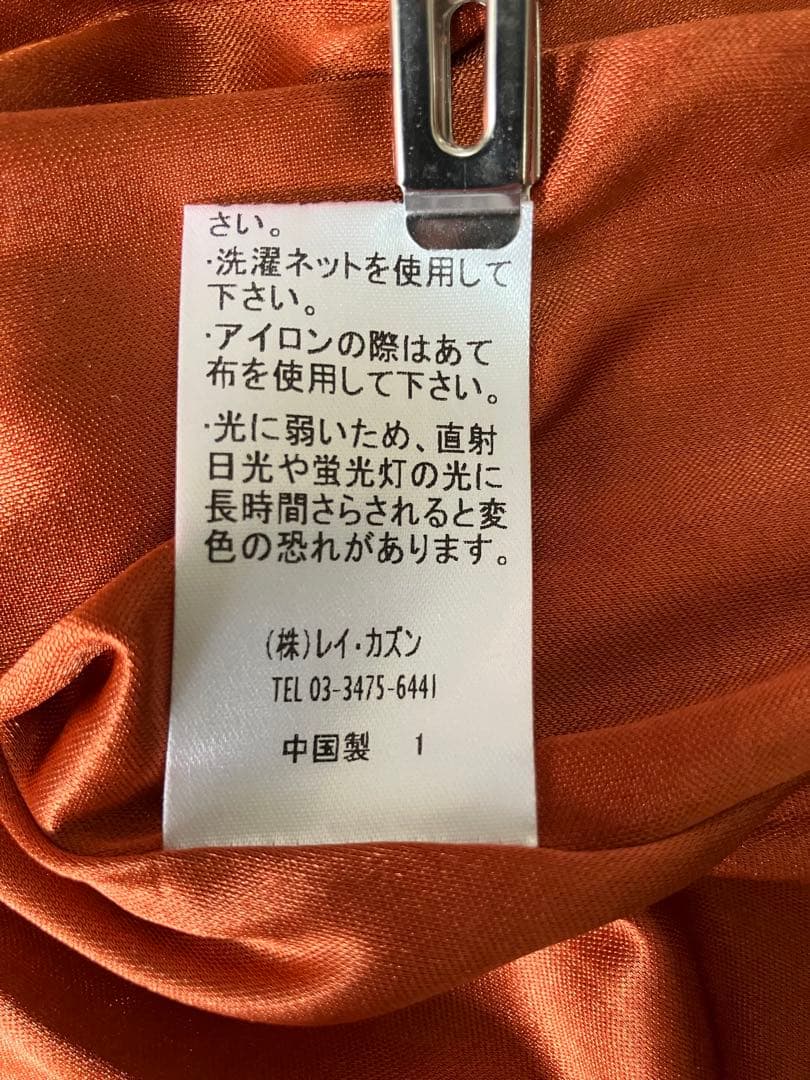 さい。
・洗濯ネットを使用して
下さい。
・アイロンの際はあて
布を使用して下さい。
・光に弱いため、直射
日光や蛍光灯の光に
長時間さらされると変
色の恐れがあります。
(株)レイ・カズン
TEL 03-3475-6441
中国製 1